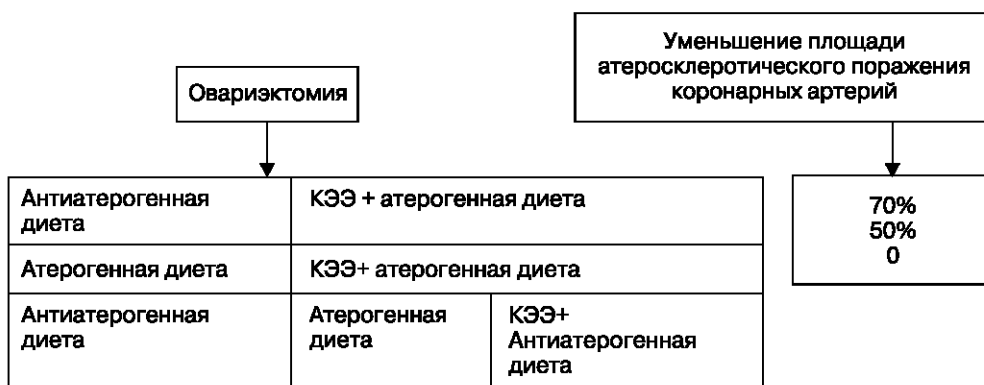 Овариэктомия
Уменьшение площади
атеросклеротического поражения
коронарных артерий
Антиатерогенная
диета
КЭЭ + атерогенная диета
Атерогенная диета
КЭЭ+ атерогенная диета
Антиатерогенная
диета
Атерогенная
диета
КЭЭ+
Антиатерогенная
диета
70%
50%
0